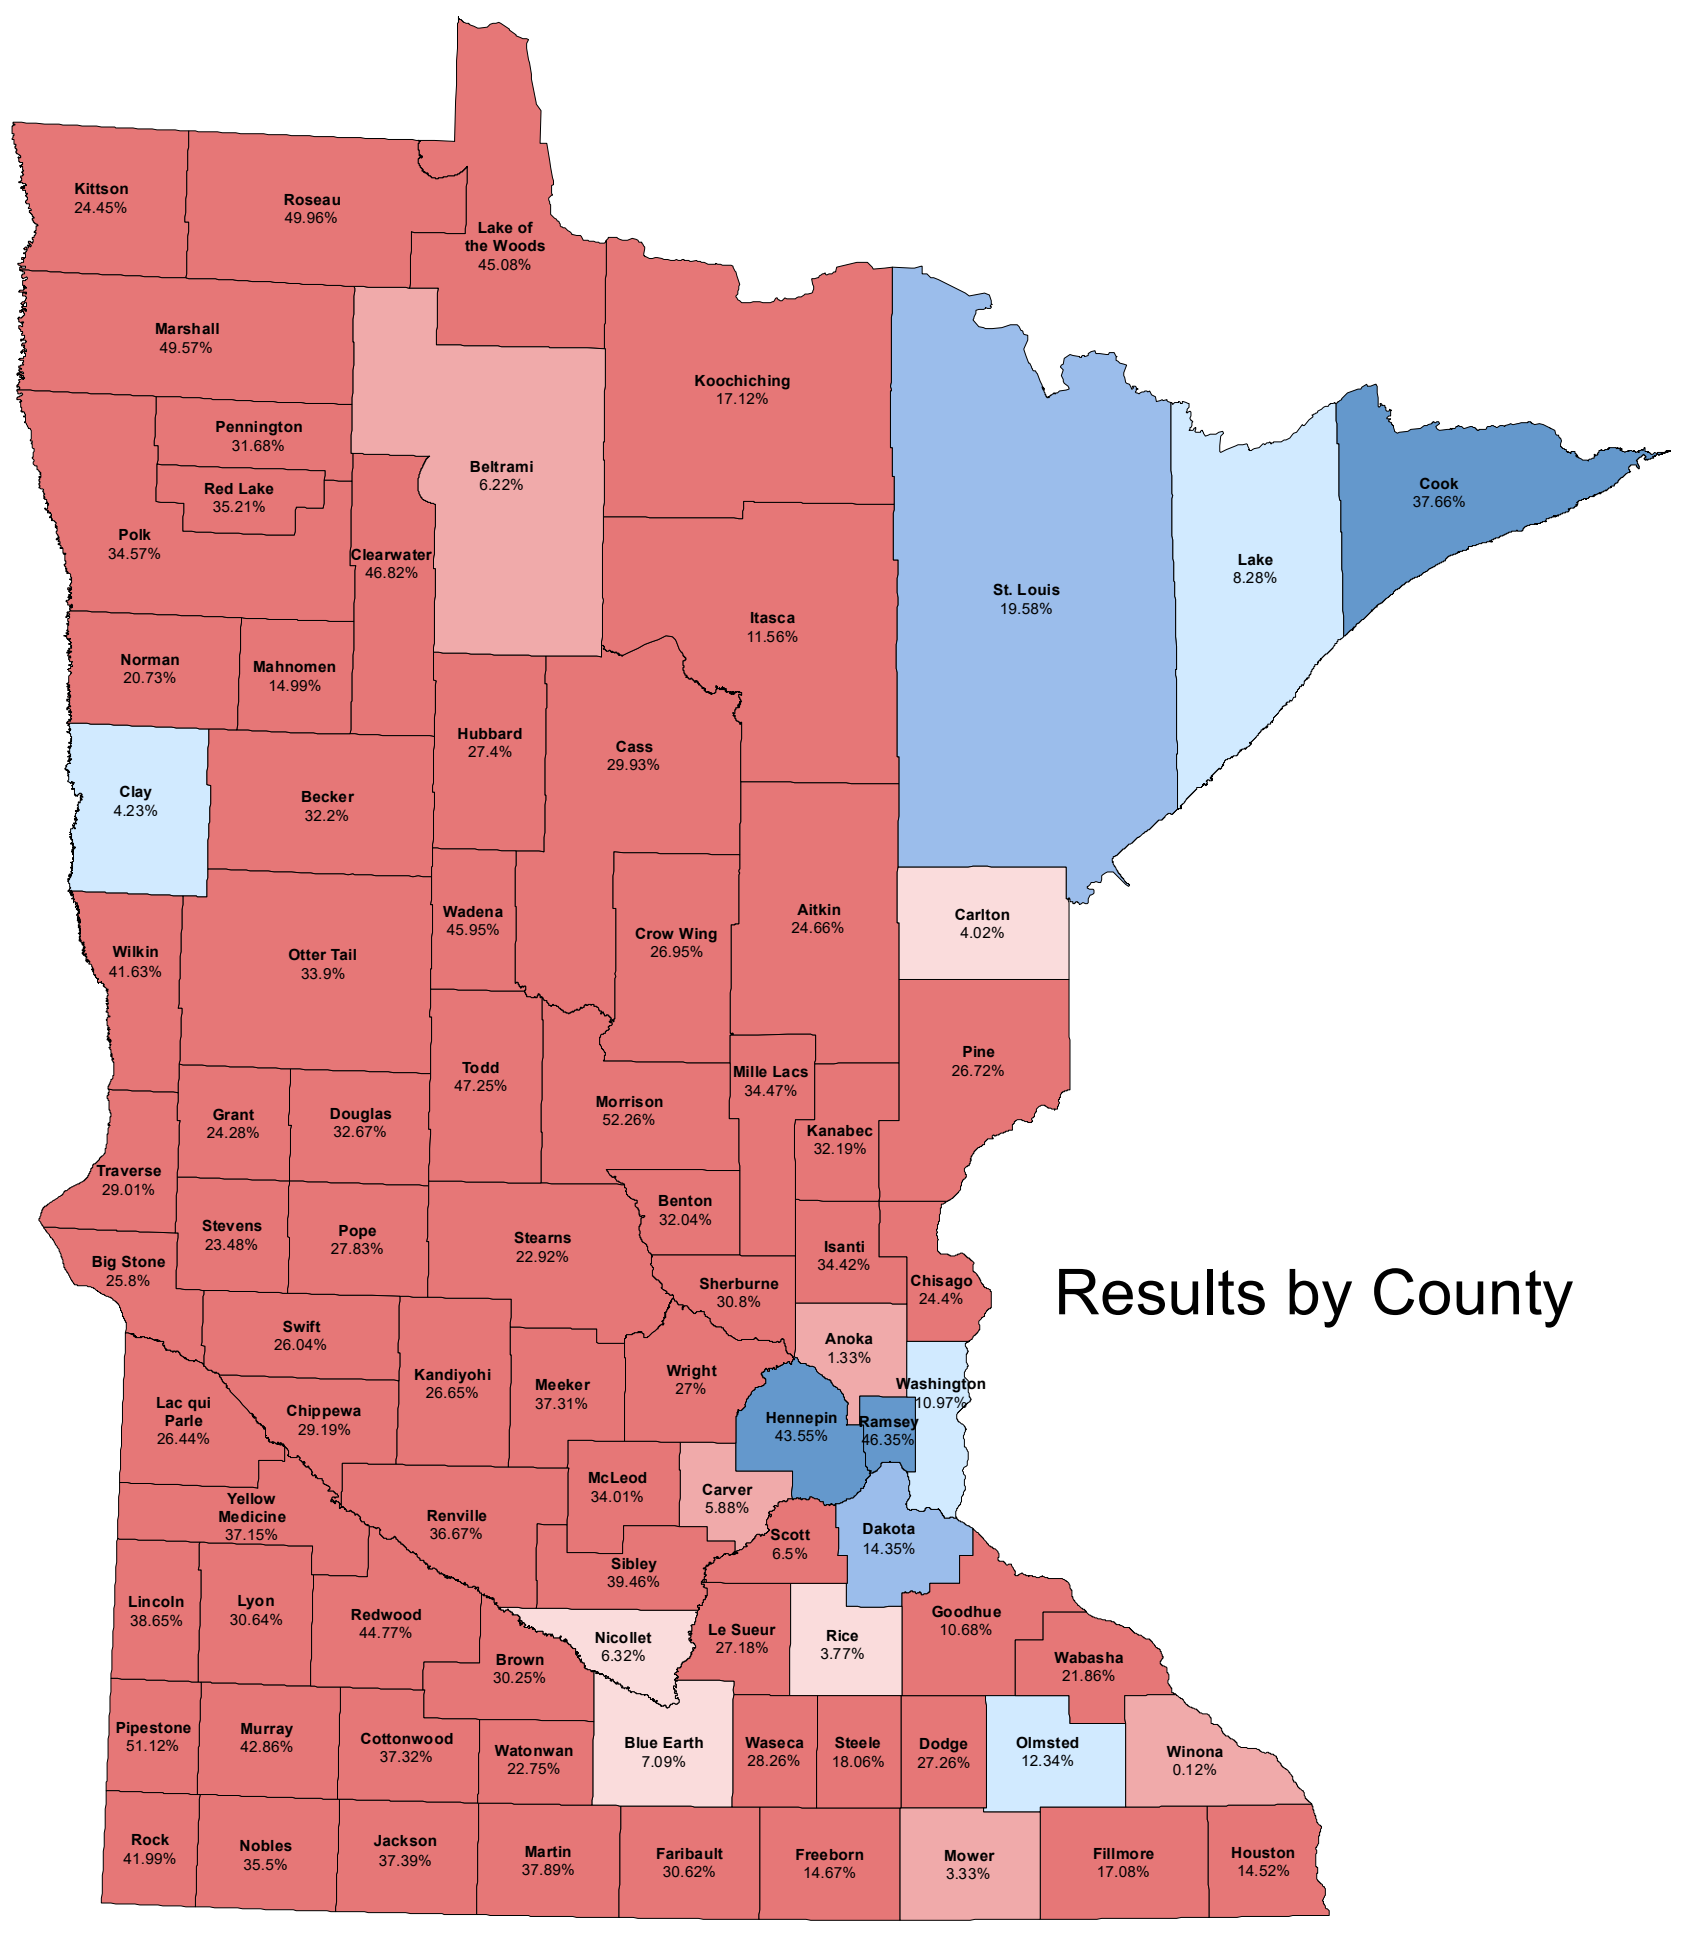 Kittson
24.45%
Roseau
49.96%
Lake of
the Woods
45.08%
Marshall
49.57%
Koochiching
17.12%
Pennington
31.68%
Beltrami
6.22%
Red Lake
35.21%
Cook
37.66%
Polk
34.57%
Clearwater
46.82%
Lake
8.28%
St. Louis
19.58%
Itasca
11.56%
Norman
20.73%
Mahnomen
14.99%
Hubbard
27.4%
Cass
29.93%
Clay
4.23%
Becker
32.2%
Wadena
45.95%
Aitkin
24.66%
Carlton
4.02%
Crow Wing
26.95%
Wilkin
41.63%
Otter Tail
33.9%
Pine
26.72%
Todd
47.25%
Mille Lacs
34.47%
Morrison
52.26%
Grant
24.28%
Douglas
32.67%
Kanabec
32.19%
Traverse
29.01%
Benton
32.04%
Stevens
23.48%
Pope
27.83%
Stearns
22.92%
Isanti
34.42%
Big Stone
25.8%
Sherburne
30.8%
Chisago
24.4%
Results by County
Swift
26.04%
Anoka
1.33%
Kandiyohi
26.65%
Wright
27%
Meeker
37.31%
Washington
10.97%
Lac qui
Parle
26.44%
Chippewa
29.19%
Hennepin
43.55%
Ramsey
46.35%
McLeod
34.01%
Carver
5.88%
Yellow
Medicine
37.15%
Renville
36.67%
Scott
6.5%
Dakota
14.35%
Sibley
39.46%
Lincoln
38.65%
Lyon
30.64%
Redwood
44.77%
Goodhue
10.68%
Le Sueur
27.18%
Nicollet
6.32%
Rice
3.77%
Brown
30.25%
Wabasha
21.86%
Pipestone
51.12%
Murray
42.86%
Cottonwood
37.32%
Watonwan
22.75%
Blue Earth
7.09%
Waseca
28.26%
Steele
18.06%
Dodge
27.26%
Olmsted
12.34%
Winona
0.12%
Rock
41.99%
Nobles
35.5%
Jackson
37.39%
Martin
37.89%
Faribault
30.62%
Freeborn
14.67%
Mower
3.33%
Fillmore
17.08%
Houston
14.52%